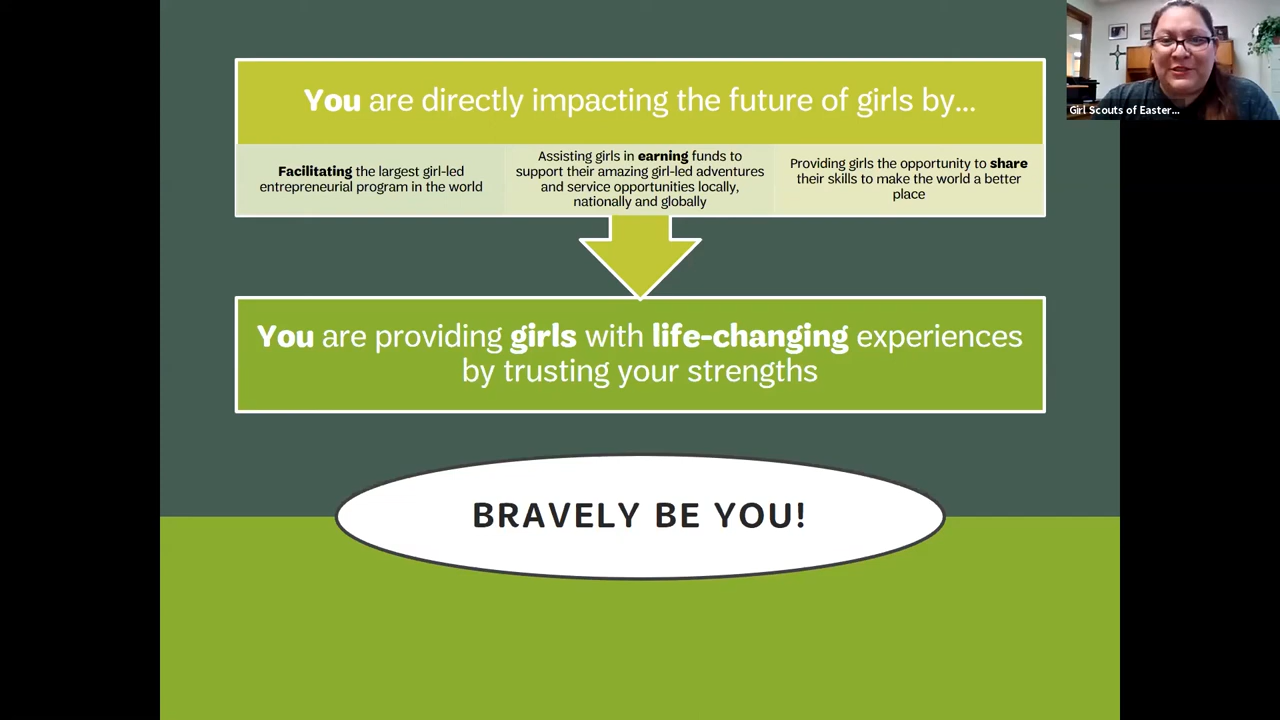 You are directly impacting the future of girls by...
Facilitating the largest girl-led
entrepreneurial program in the world
Assisting girls in earning funds to
support their amazing girl-led adventures
and service opportunities locally,
nationally and globally
Providing girls the opportunity to share
their skills to make the world a better
place
You are providing girls with life-changing experiences
by trusting your strengths
BRAVELY BE YOU!
Girl Scouts of Easter...